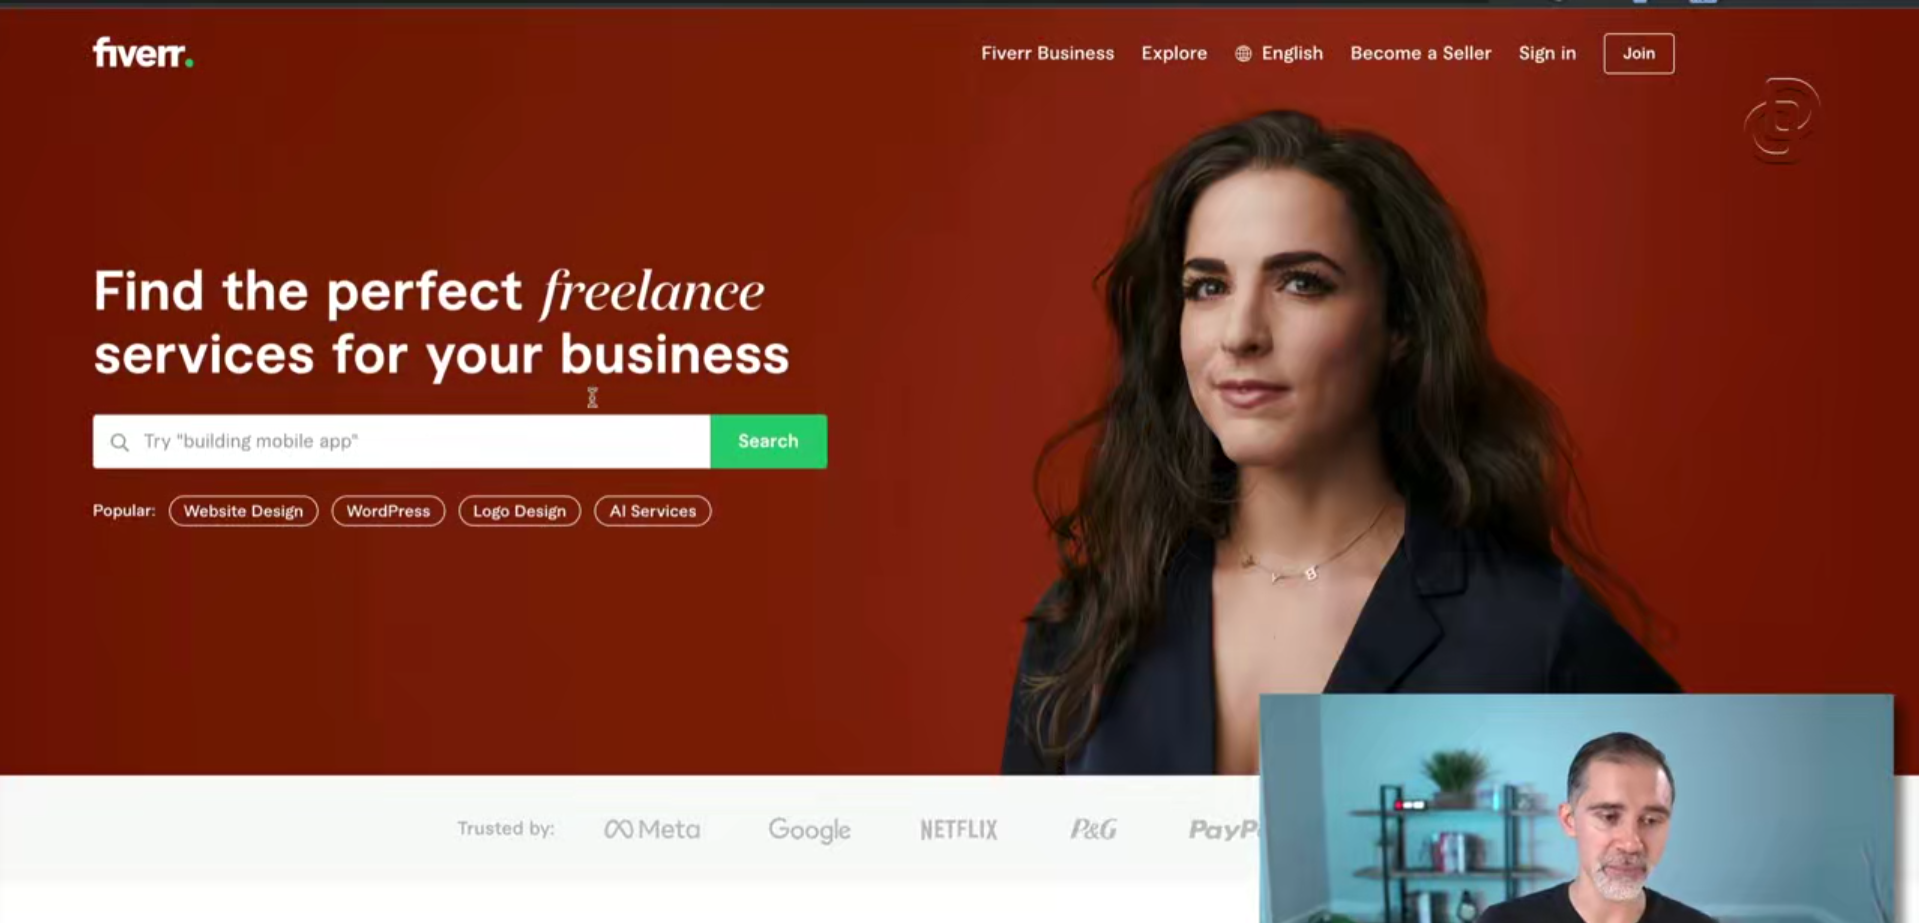 fiverr.
Fiverr Business Explore English Become a Seller Sign in Join
Find the perfect freelance
services for your business
Try "building mobile app" Search
Popular: Website Design WordPress Logo Design AI Services
Trusted by: Meta Google NETFLIX P&G PayP